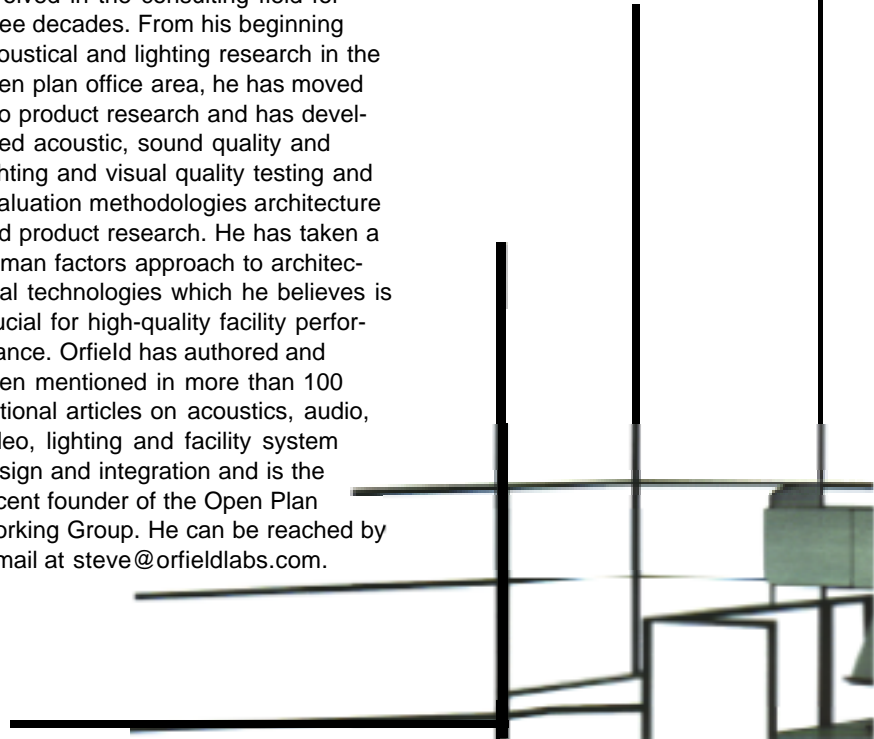 volved in the consulting field for
ee decades. From his beginning
oustical and lighting research in the
en plan office area, he has moved
o product research and has devel-
ed acoustic, sound quality and
hting and visual quality testing and
aluation methodologies architecture
d product research. He has taken a
man factors approach to architec-
al technologies which he believes is
ucial for high-quality facility perfor-
ance. Orfield has authored and
en mentioned in more than 100
tional articles on acoustics, audio,
leo, lighting and facility system
sign and integration and is the
cent founder of the Open Plan
orking Group. He can be reached by
mail at steve@orfieldlabs.com.